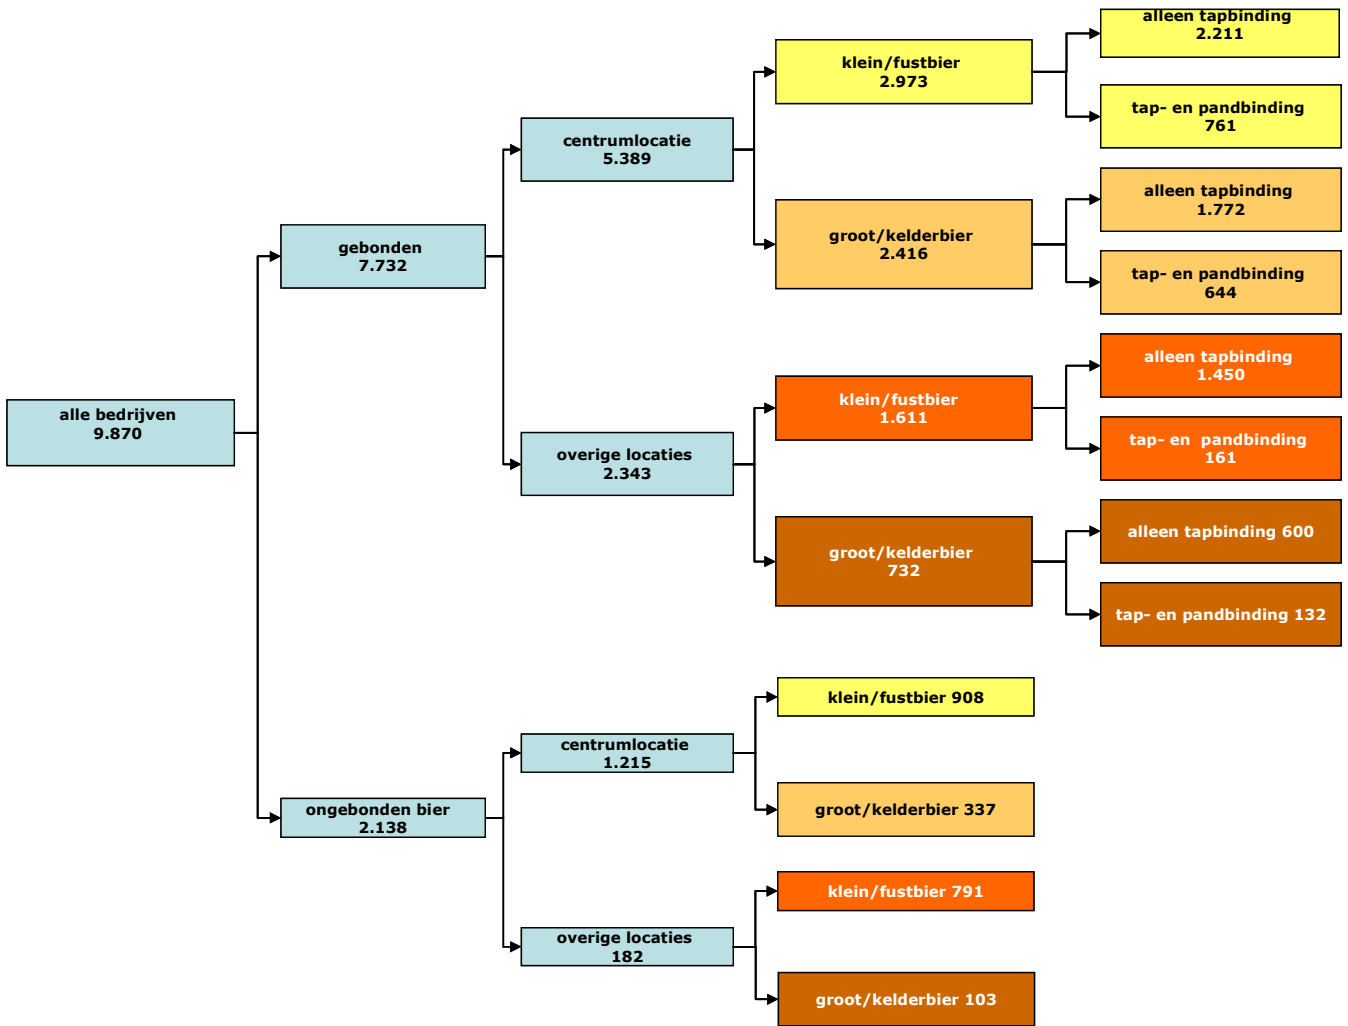 alle bedrijven
9.870
gebonden
7.732
centrumlocatie
5.389
klein/fustbier
2.973
alleen tapbinding
2.211
tap- en pandbinding
761
groot/kelderbier
2.416
alleen tapbinding
1.772
tap- en pandbinding
644
overige locaties
2.343
klein/fustbier
1.611
alleen tapbinding
1.450
tap- en  pandbinding
161
groot/kelderbier
732
alleen tapbinding 600
tap- en pandbinding 132
ongebonden bier
2.138
centrumlocatie
1.215
klein/fustbier 908
groot/kelderbier 337
overige locaties
182
klein/fustbier 791
groot/kelderbier 103